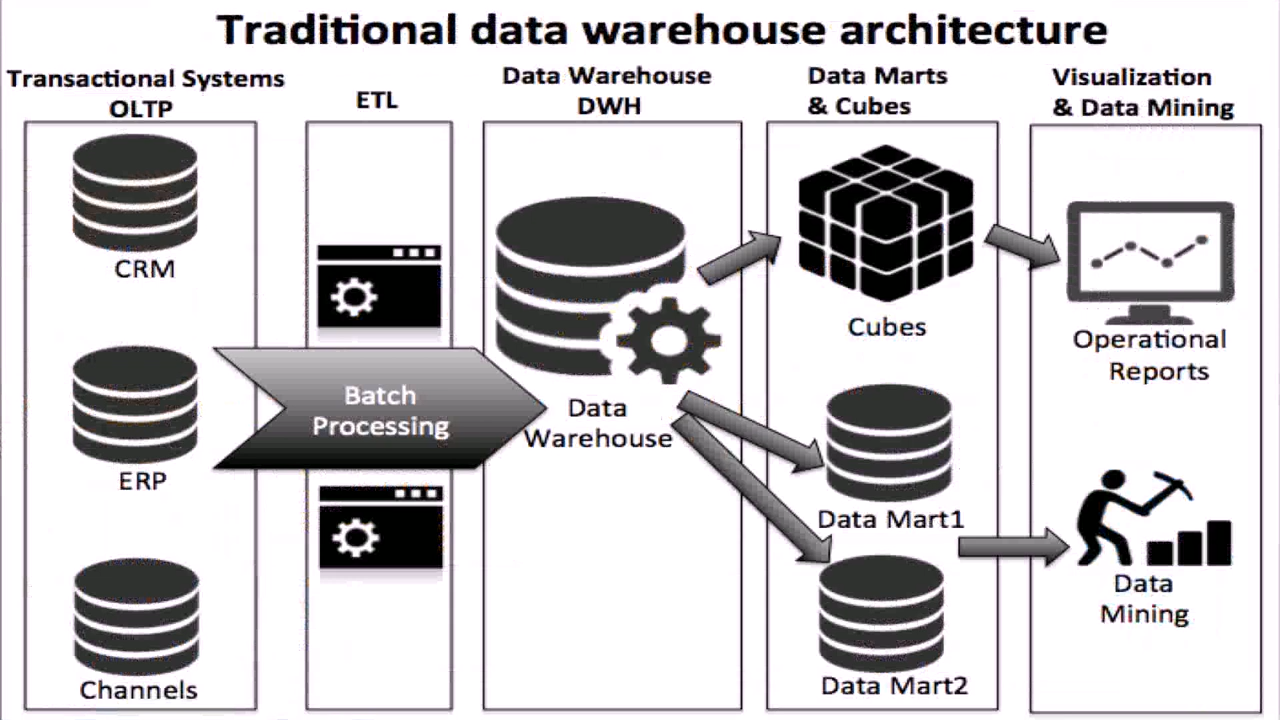 Traditional data warehouse architecture
Transactional Systems
OLTP
ETL
Data Warehouse
DWH
Data Marts
& Cubes
Visualization
& Data Mining
CRM
ERP
Channels
Batch
Processing
Data
Warehouse
Cubes
Data Mart1
Data Mart2
Operational
Reports
Data
Mining